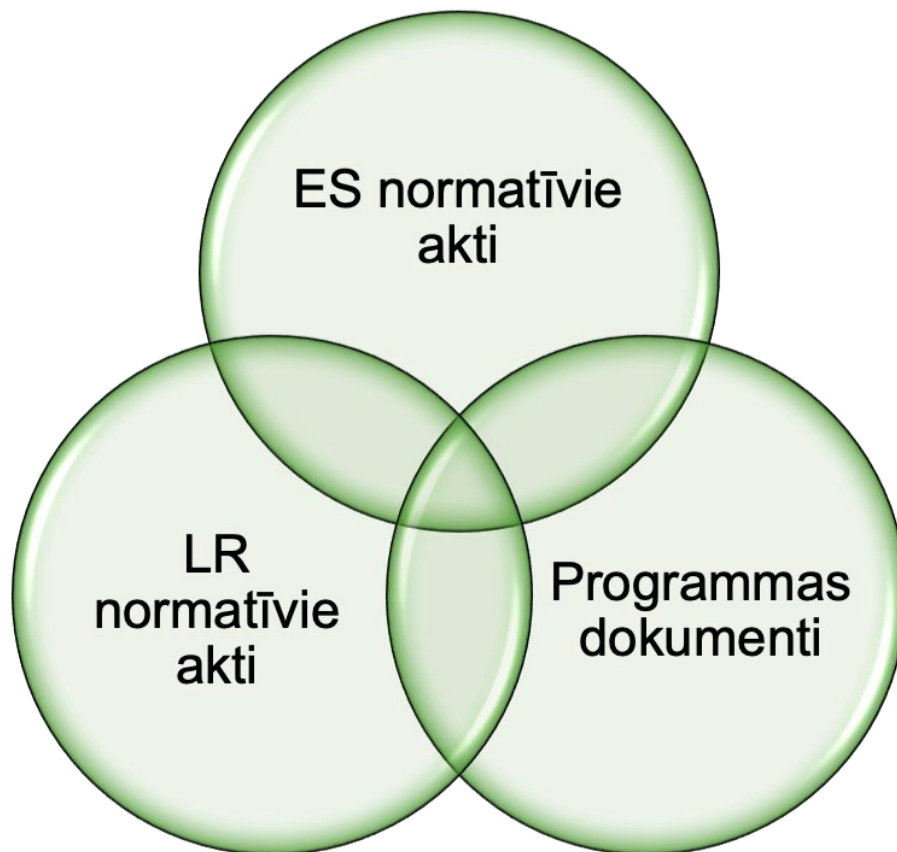 ES normatīvie
akti
LR
normatīvie
akti
Programmas
dokumenti